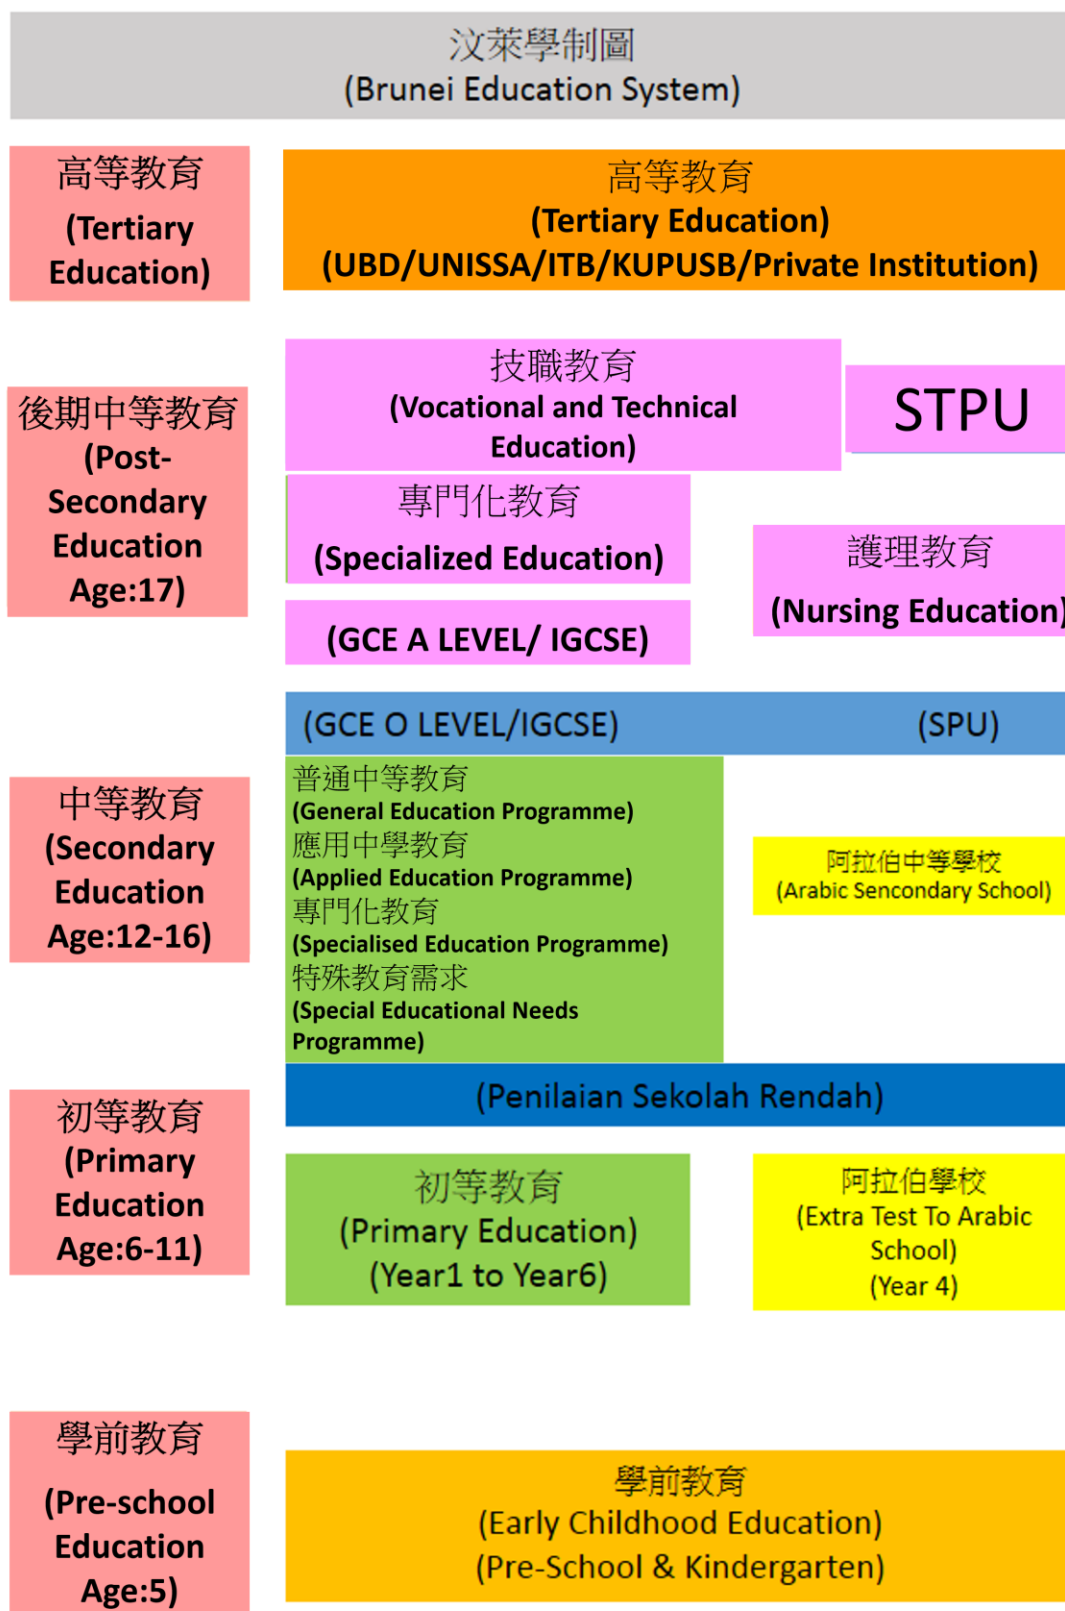 汶萊學制圖
(Brunei Education System)
高等教育
(Tertiary
Education)
高等教育
(Tertiary Education)
(UBD/UNISSA/ITB/KUPUSB/Private Institution)
後期中等教育
(Post-
Secondary
Education
Age:17)
技職教育
(Vocational and Technical
Education)
STPU
專門化教育
(Specialized Education)
護理教育
(Nursing Education)
(GCE A LEVEL/ IGCSE)
(GCE O LEVEL/IGCSE)
(SPU)
中等教育
(Secondary
Education
Age:12-16)
普通中等教育
(General Education Programme)
應用中學教育
(Applied Education Programme)
專門化教育
(Specialised Education Programme)
特殊教育需求
(Special Educational Needs
Programme)
阿拉伯中等學校
(Arabic Sencondary School)
(Penilaian Sekolah Rendah)
初等教育
(Primary
Education
Age:6-11)
初等教育
(Primary Education)
(Year1 to Year6)
阿拉伯學校
(Extra Test To Arabic
School)
(Year 4)
學前教育
(Pre-school
Education
Age:5)
學前教育
(Early Childhood Education)
(Pre-School & Kindergarten)